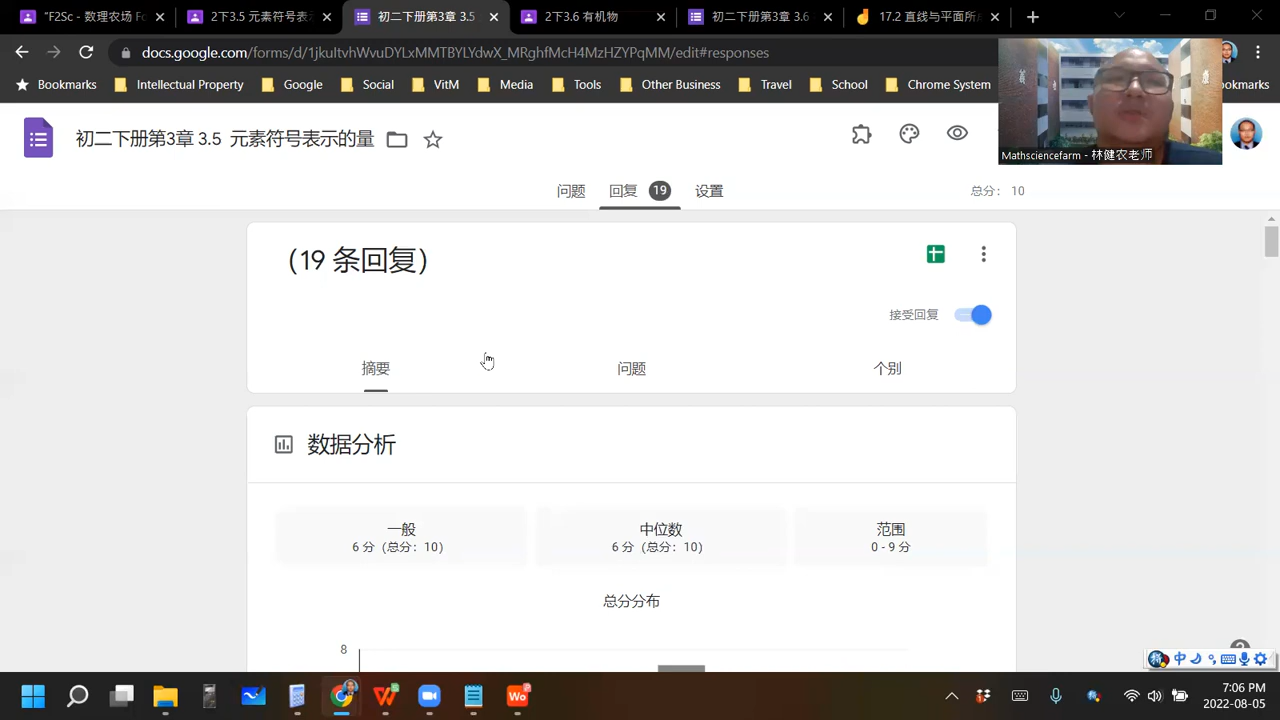 "F2Sc - 数理农场 Fo
2下3.5 元素符号表示
初二下册第3章 3.5
2下3.6 有机物
初二下册第3章 3.6
17.2 直线与平面所
Bookmarks
Intellectual Property
Google
Social
VitM
Media
Tools
Other Business
Travel
School
Chrome System
okmarks
Mathsciencefarm - 林健农老师
初二下册第3章 3.5 元素符号表示的量
问题
回复
19
设置
总分： 10
（19 条回复）
接受回复
摘要
问题
个别
数据分析
一般
6 分（总分：10）
中位数
6 分（总分：10）
范围
0 - 9 分
总分分布
8
中
7:06 PM
2022-08-05